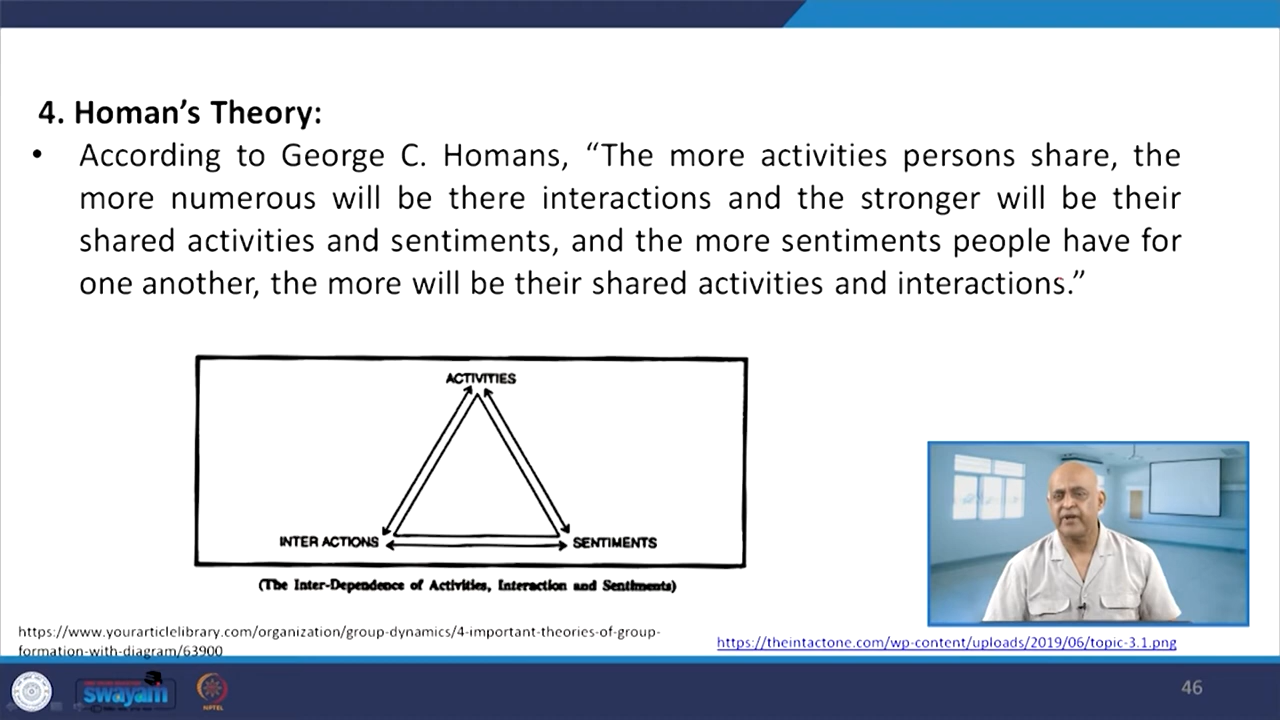 4. Homan’s Theory:
• According to George C. Homans, “The more activities persons share, the
more numerous will be there interactions and the stronger will be their
shared activities and sentiments, and the more sentiments people have for
one another, the more will be their shared activities and interactions.”
ACTIVITIES
INTER ACTIONS
SENTIMENTS
(The Inter-Dependence of Activities, Interaction and Sentiments)
https://www.yourarticlelibrary.com/organization/group-dynamics/4-important-theories-of-group-
formation-with-diagram/63900
https://theintactone.com/wp-content/uploads/2019/06/topic-3.1.png
swayam
NPTEL
46